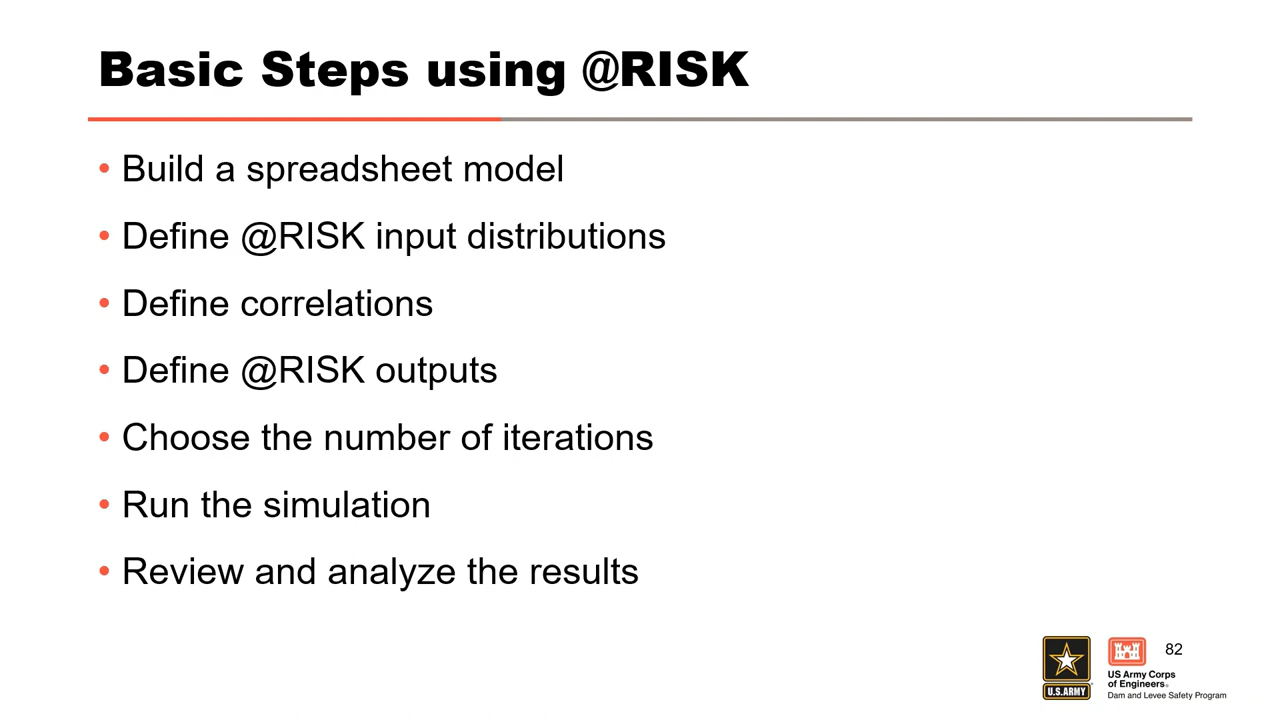 Basic Steps using @RISK
• Build a spreadsheet model
• Define @RISK input distributions
• Define correlations
• Define @RISK outputs
• Choose the number of iterations
• Run the simulation
• Review and analyze the results
U.S.ARMY
US Army Corps
of Engineers®
Dam and Levee Safety Program
82